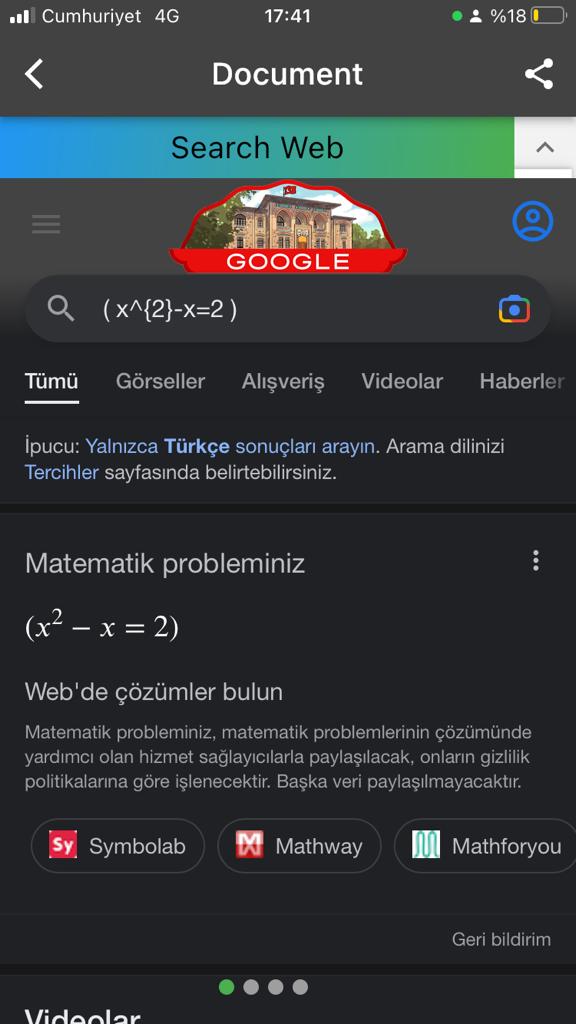 Cumhuriyet 4G 17:41 %18
Document
Search Web
GOOGLE
( x^{2}-x=2 )
Tümü Görseller Alışveriş Videolar Haberler
İpucu: Yalnızca Türkçe sonuçları arayın. Arama dilinizi
Tercihler sayfasında belirtebilirsiniz.
Matematik probleminiz
(x² − x = 2)
Web'de çözümler bulun
Matematik probleminiz, matematik problemlerinin çözümünde
yardımcı olan hizmet sağlayıcılarla paylaşılacak, onların gizlilik
politikalarına göre işlenecektir. Başka veri paylaşılmayacaktır.
Sy Symbolab M Mathway Mathforyou
Geri bildirim
Videolar